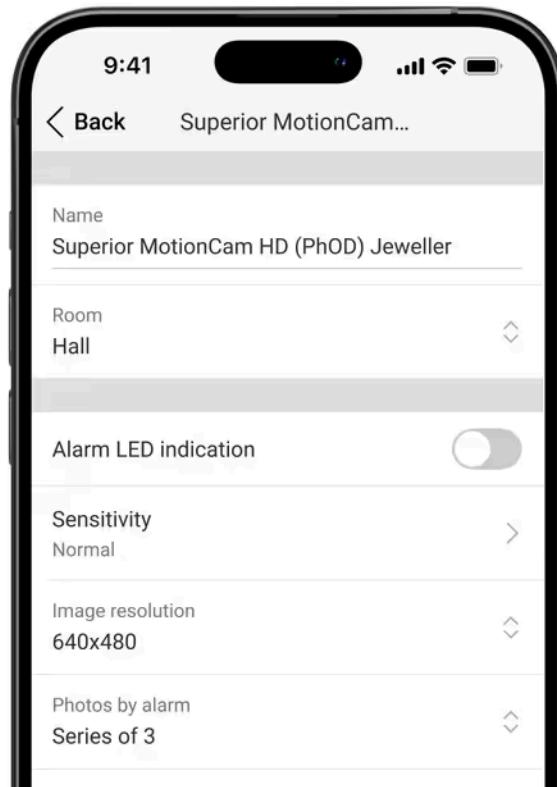 9:41
Back Superior MotionCam...
Name
Superior MotionCam HD (PhOD) Jeweller
Room
Hall
Alarm LED indication
Sensitivity
Normal
Image resolution
640x480
Photos by alarm
Series of 3